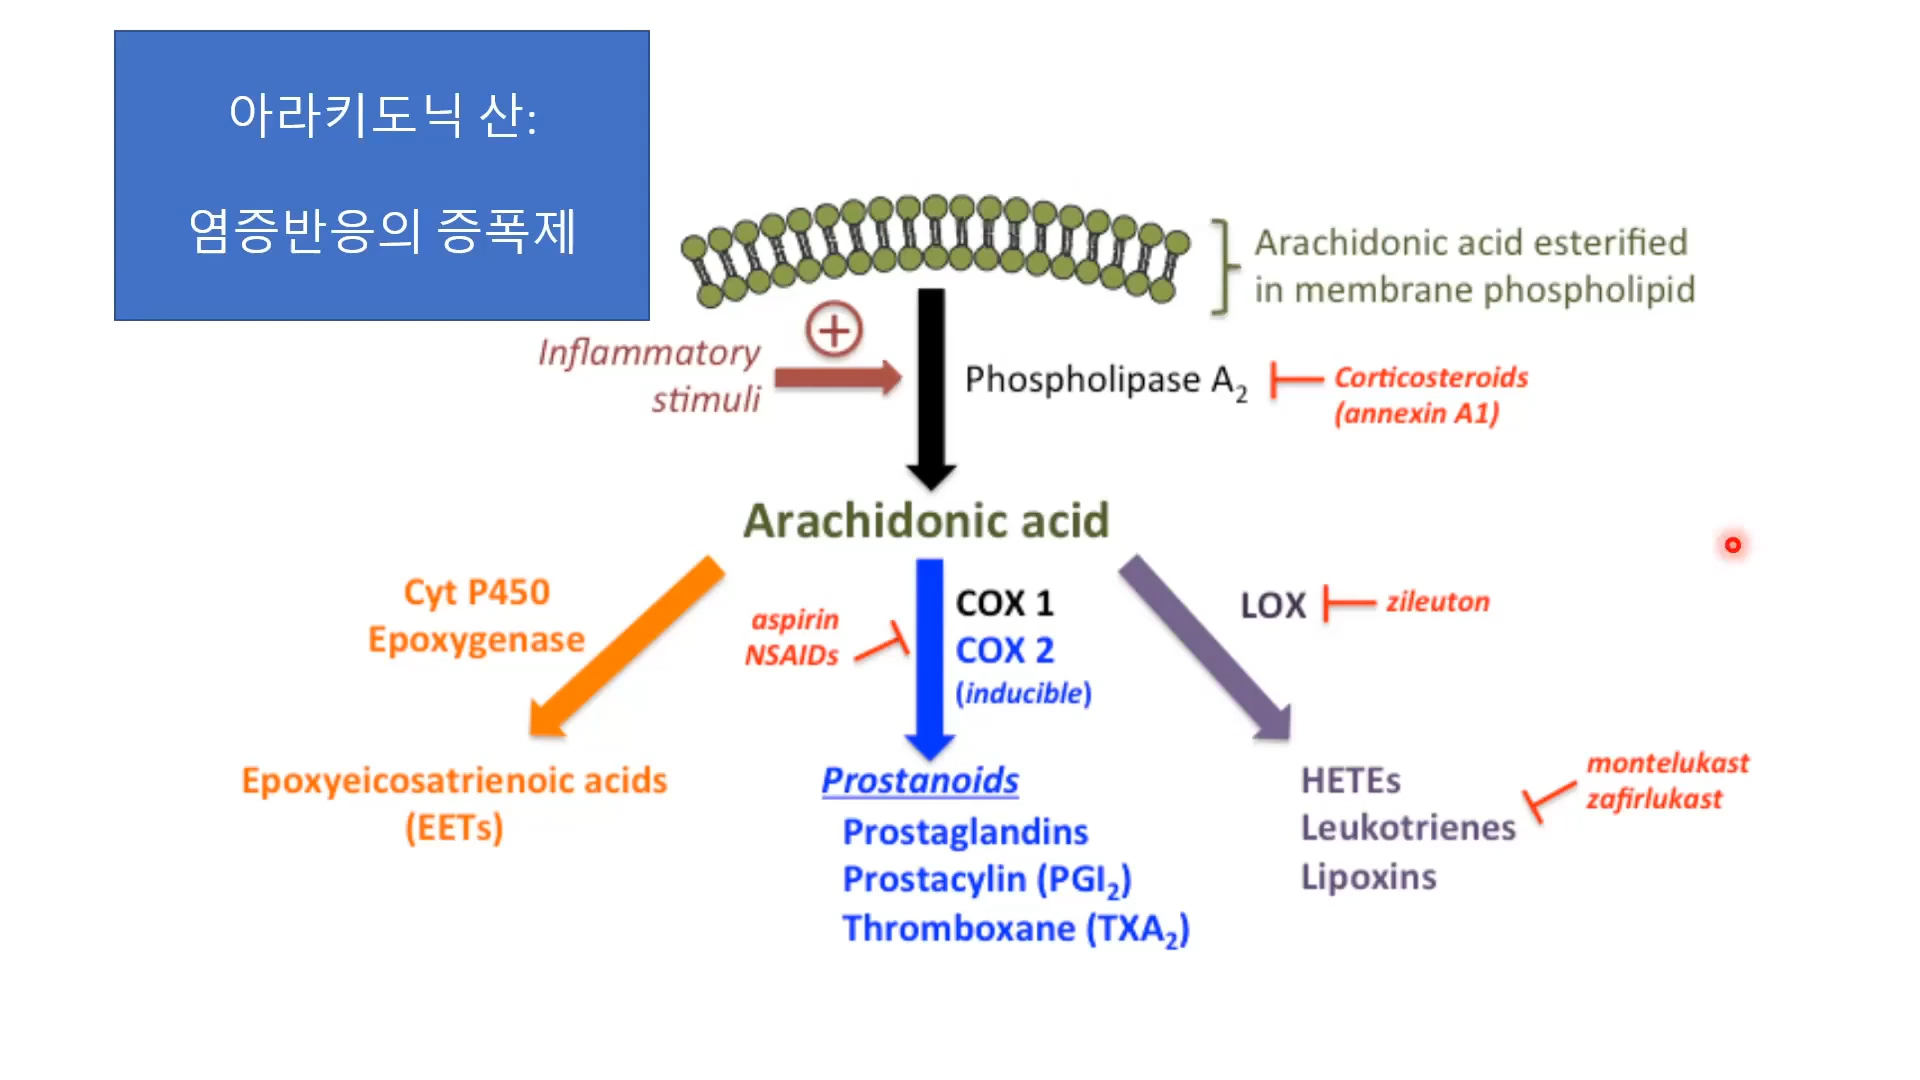 아라키도닉 산:
염증반응의 증폭제
Arachidonic acid esterified
in membrane phospholipid
Inflammatory
stimuli
+
Phospholipase A2
Corticosteroids
(annexin A1)
Arachidonic acid
Cyt P450
Epoxygenase
aspirin
NSAIDs
COX 1
COX 2
(inducible)
LOX
zileuton
Epoxyeicosatrienoic acids
(EETs)
Prostanoids
Prostaglandins
Prostacylin (PGI2)
Thromboxane (TXA2)
HETEs
Leukotrienes
Lipoxins
montelukast
zafirlukast